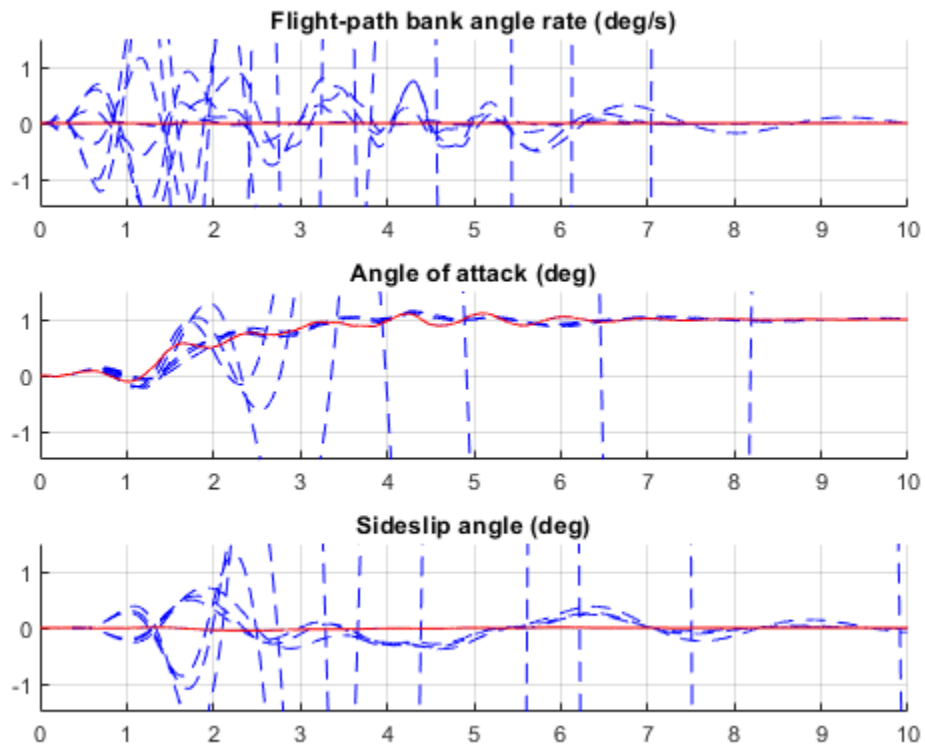 Flight-path bank angle rate (deg/s)
1
0
-1
0 1 2 3 4 5 6 7 8 9 10
Angle of attack (deg)
1
0
-1
0 1 2 3 4 5 6 7 8 9 10
Sideslip angle (deg)
1
0
-1
0 1 2 3 4 5 6 7 8 9 10